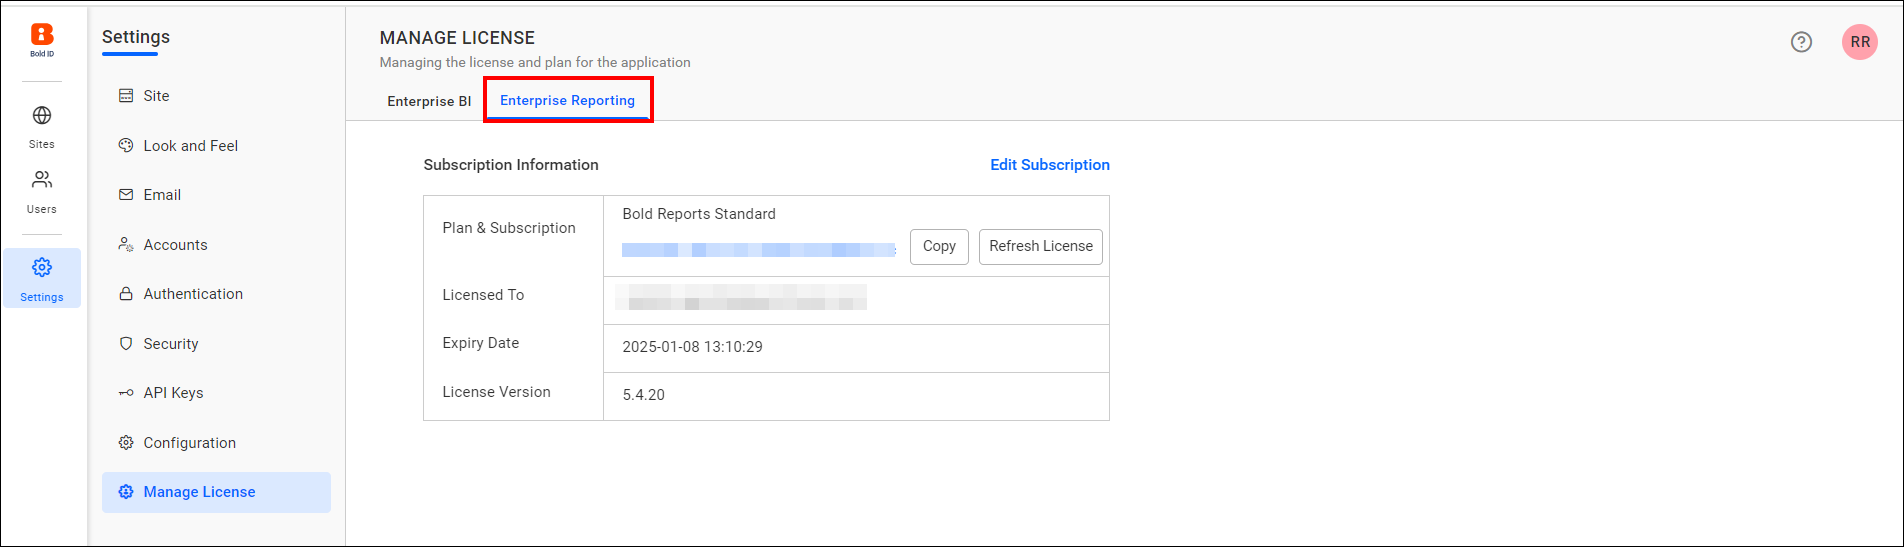 Bold ID
Sites
Users
Settings
Settings
Site
Look and Feel
Email
Accounts
Authentication
Security
API Keys
Configuration
Manage License
MANAGE LICENSE
Managing the license and plan for the application
RR
Enterprise BI
Enterprise Reporting
Subscription Information
Edit Subscription
Plan & Subscription
Bold Reports Standard
Copy
Refresh License
Licensed To
Expiry Date
2025-01-08 13:10:29
License Version
5.4.20